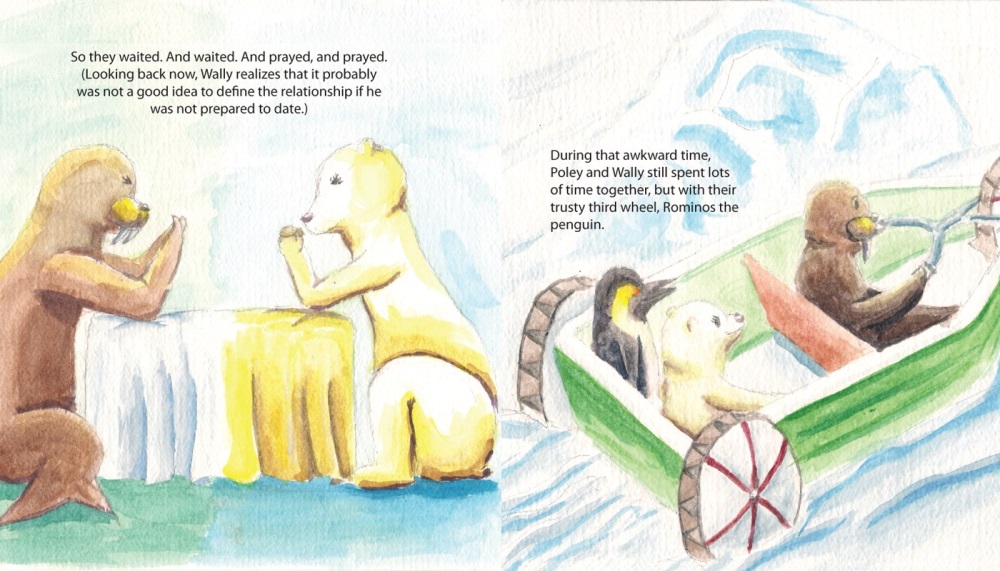 So they waited. And waited. And prayed, and prayed.
(Looking back now, Wally realizes that it probably
was not a good idea to define the relationship if he
was not prepared to date.)
During that awkward time,
Poley and Wally still spent lots
of time together, but with their
trusty third wheel, Rominos the
penguin.